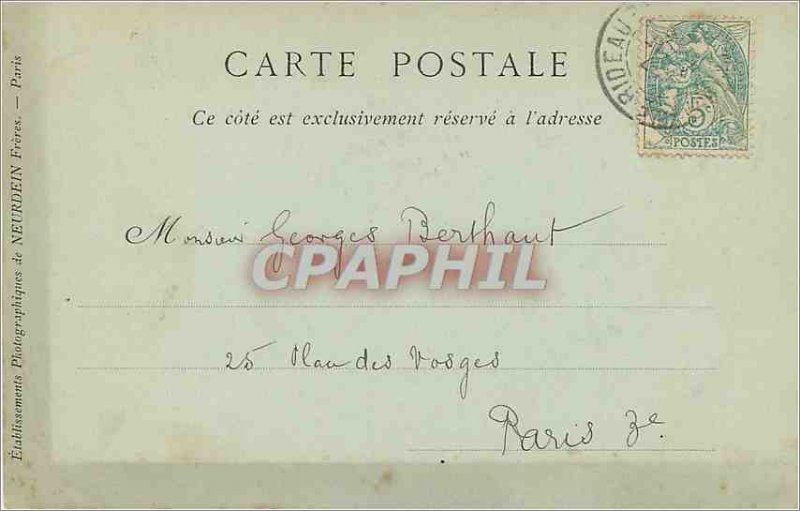 CARTE POSTALE
Ce côté est exclusivement réservé à l'adresse
RIDEAU
5
POSTES
Monsieur Georges Berthaut
CPAPHIL
25 Place des Vosges
Paris 3e.
Établissements Photographiques de NEURDEIN Frères. — Paris